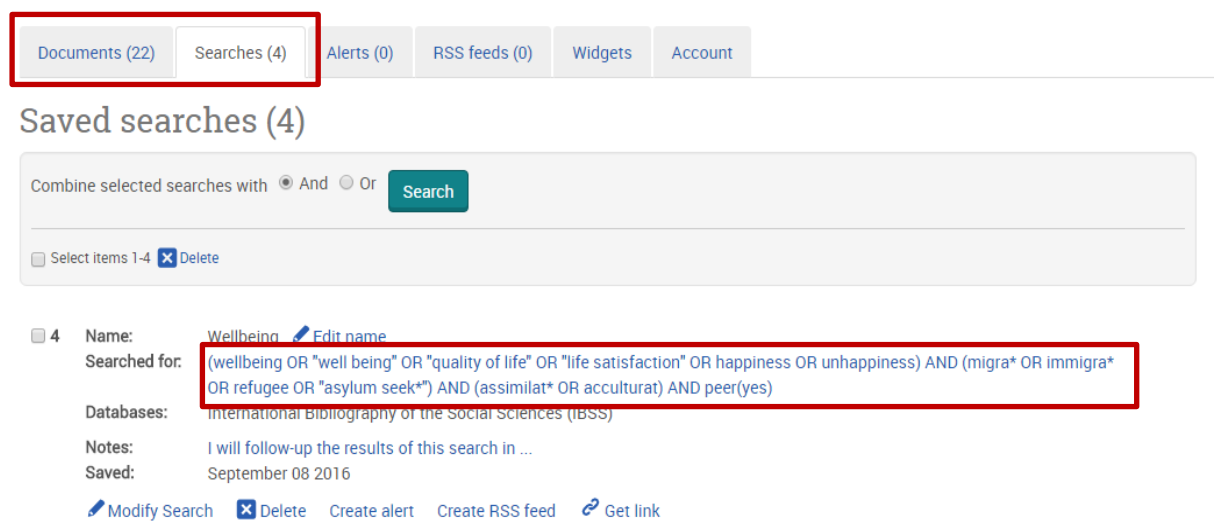 Documents (22) Searches (4) Alerts (0) RSS feeds (0) Widgets Account
Saved searches (4)
Combine selected searches with And Or Search
Select items 1-4 Delete
4 Name: Wellbeing Edit name
Searched for: (wellbeing OR "well being" OR "quality of life" OR "life satisfaction" OR happiness OR unhappiness) AND (migra* OR immigra*
OR refugee OR "asylum seek*") AND (assimilat* OR acculturat) AND peer(yes)
Databases: International Bibliography of the Social Sciences (IBSS)
Notes: I will follow-up the results of this search in ...
Saved: September 08 2016
Modify Search Delete Create alert Create RSS feed Get link